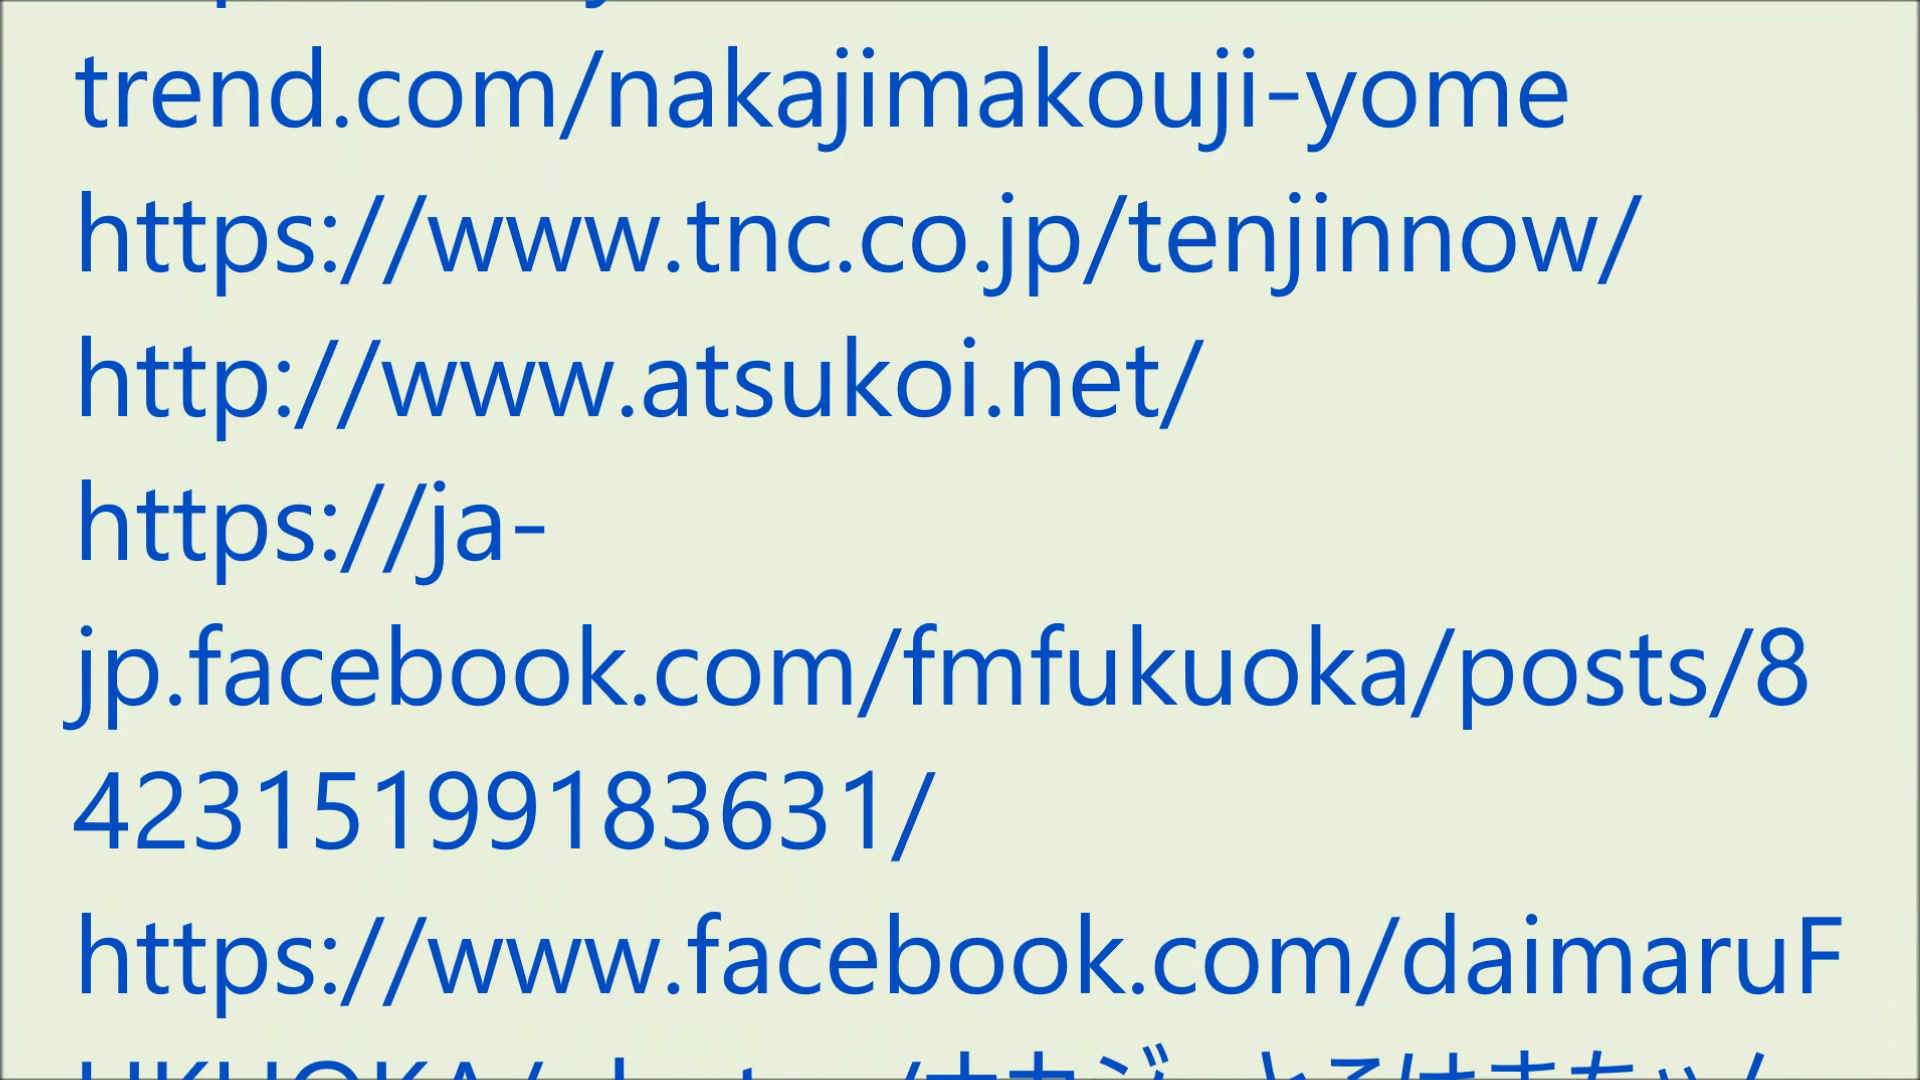 trend.com/nakajimakouji-yome
https://www.tnc.co.jp/tenjinnow/
http://www.atsukoi.net/
https://ja-
jp.facebook.com/fmfukuoka/posts/8
42315199183631/
https://www.facebook.com/daimaruF